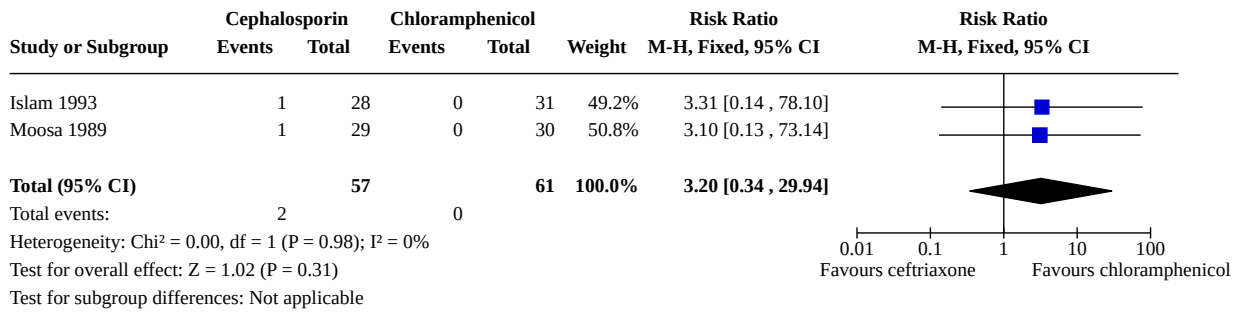 Cephalosporin Chloramphenicol Risk Ratio Risk Ratio
Study or Subgroup Events Total Events Total Weight M-H, Fixed, 95% CI M-H, Fixed, 95% CI
Islam 1993 1 28 0 31 49.2% 3.31 [0.14 , 78.10]
Moosa 1989 1 29 0 30 50.8% 3.10 [0.13 , 73.14]
Total (95% CI) 57 61 100.0% 3.20 [0.34 , 29.94]
Total events: 2 0
Heterogeneity: Chi² = 0.00, df = 1 (P = 0.98); I² = 0%
0.01 0.1 1 10 100
Test for overall effect: Z = 1.02 (P = 0.31)
Favours ceftriaxone Favours chloramphenicol
Test for subgroup differences: Not applicable